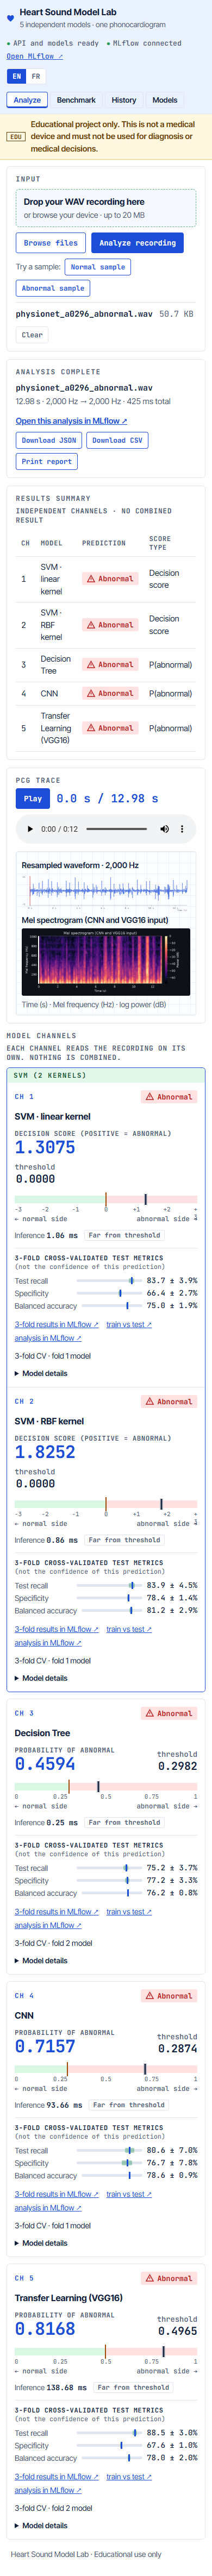 Heart Sound Model Lab
5 independent models · one phonocardiogram
API and models ready
MLflow connected
Open MLflow ↗
EN
FR
Analyze
Benchmark
History
Models
EDU
Educational project only. This is not a medical
device and must not be used for diagnosis or
medical decisions.
INPUT
Drop your WAV recording here
or browse your device · up to 20 MB
Browse files
Analyze recording
Try a sample:
Normal sample
Abnormal sample
physionet_a0296_abnormal.wav 50.7 KB
Clear
ANALYSIS COMPLETE
physionet_a0296_abnormal.wav
12.98 s · 2,000 Hz → 2,000 Hz · 425 ms total
Open this analysis in MLflow ↗
Download JSON
Download CSV
Print report
RESULTS SUMMARY
INDEPENDENT CHANNELS · NO COMBINED
RESULT
CH MODEL PREDICTION SCORE TYPE
1 SVM · linear kernel Abnormal Decision score
2 SVM · RBF kernel Abnormal Decision score
3 Decision Tree Abnormal P(abnormal)
4 CNN Abnormal P(abnormal)
5 Transfer Learning (VGG16) Abnormal P(abnormal)
PCG TRACE
Play
0.0 s / 12.98 s
0:00 / 0:12
Resampled waveform · 2,000 Hz
Mel spectrogram (CNN and VGG16 input)
Time (s) · Mel frequency (Hz) · log power (dB)
MODEL CHANNELS
EACH CHANNEL READS THE RECORDING ON ITS
OWN. NOTHING IS COMBINED.
SVM (2 KERNELS)
CH 1
Abnormal
SVM · linear kernel
DECISION SCORE (POSITIVE = ABNORMAL)
1.3075
threshold
0.0000
-3 -2 -1 0 +1 +2
← normal side
abnormal side →
Inference 1.06 ms
Far from threshold
3-FOLD CROSS-VALIDATED TEST METRICS
(not the confidence of this prediction)
Test recall 83.7 ± 3.9%
Specificity 66.4 ± 2.7%
Balanced accuracy 75.0 ± 1.9%
3-fold results in MLflow ↗
train vs test ↗
analysis in MLflow ↗
3-fold CV · fold 1 model
▶ Model details
CH 2
Abnormal
SVM · RBF kernel
DECISION SCORE (POSITIVE = ABNORMAL)
1.8252
threshold
0.0000
-3 -2 -1 0 +1 +2
← normal side
abnormal side →
Inference 0.86 ms
Far from threshold
3-FOLD CROSS-VALIDATED TEST METRICS
(not the confidence of this prediction)
Test recall 83.9 ± 4.5%
Specificity 78.4 ± 1.4%
Balanced accuracy 81.2 ± 2.9%
3-fold results in MLflow ↗
train vs test ↗
analysis in MLflow ↗
3-fold CV · fold 1 model
▶ Model details
CH 3
Abnormal
Decision Tree
PROBABILITY OF ABNORMAL
0.4594
threshold
0.2982
0 0.25 0.5 0.75 1
← normal side
abnormal side →
Inference 0.25 ms
Far from threshold
3-FOLD CROSS-VALIDATED TEST METRICS
(not the confidence of this prediction)
Test recall 75.2 ± 3.7%
Specificity 77.2 ± 3.3%
Balanced accuracy 76.2 ± 0.8%
3-fold results in MLflow ↗
train vs test ↗
analysis in MLflow ↗
3-fold CV · fold 2 model
▶ Model details
CH 4
Abnormal
CNN
PROBABILITY OF ABNORMAL
0.7157
threshold
0.2874
0 0.25 0.5 0.75 1
← normal side
abnormal side →
Inference 93.66 ms
Far from threshold
3-FOLD CROSS-VALIDATED TEST METRICS
(not the confidence of this prediction)
Test recall 80.6 ± 7.0%
Specificity 76.7 ± 7.8%
Balanced accuracy 78.6 ± 0.9%
3-fold results in MLflow ↗
train vs test ↗
analysis in MLflow ↗
3-fold CV · fold 1 model
▶ Model details
CH 5
Abnormal
Transfer Learning (VGG16)
PROBABILITY OF ABNORMAL
0.8168
threshold
0.4965
0 0.25 0.5 0.75 1
← normal side
abnormal side →
Inference 138.68 ms
Far from threshold
3-FOLD CROSS-VALIDATED TEST METRICS
(not the confidence of this prediction)
Test recall 88.5 ± 3.0%
Specificity 67.6 ± 1.0%
Balanced accuracy 78.0 ± 2.0%
3-fold results in MLflow ↗
train vs test ↗
analysis in MLflow ↗
3-fold CV · fold 2 model
▶ Model details
Heart Sound Model Lab · Educational use only